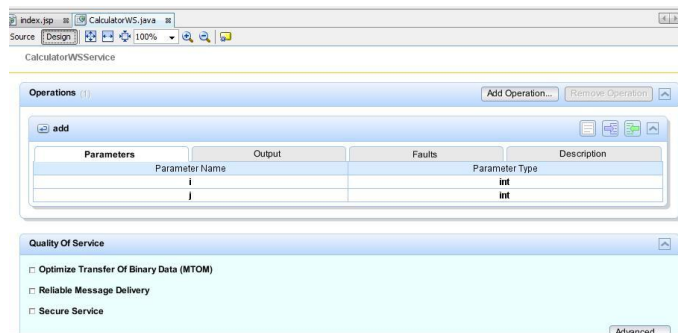 index.jsp CalculatorWS.java
Source Design 100%
CalculatorWSService
Operations (1) Add Operation... Remove Operation
add
Parameters Output Faults Description
Parameter Name Parameter Type
i int
j int
Quality Of Service
Optimize Transfer Of Binary Data (MTOM)
Reliable Message Delivery
Secure Service
Advanced...